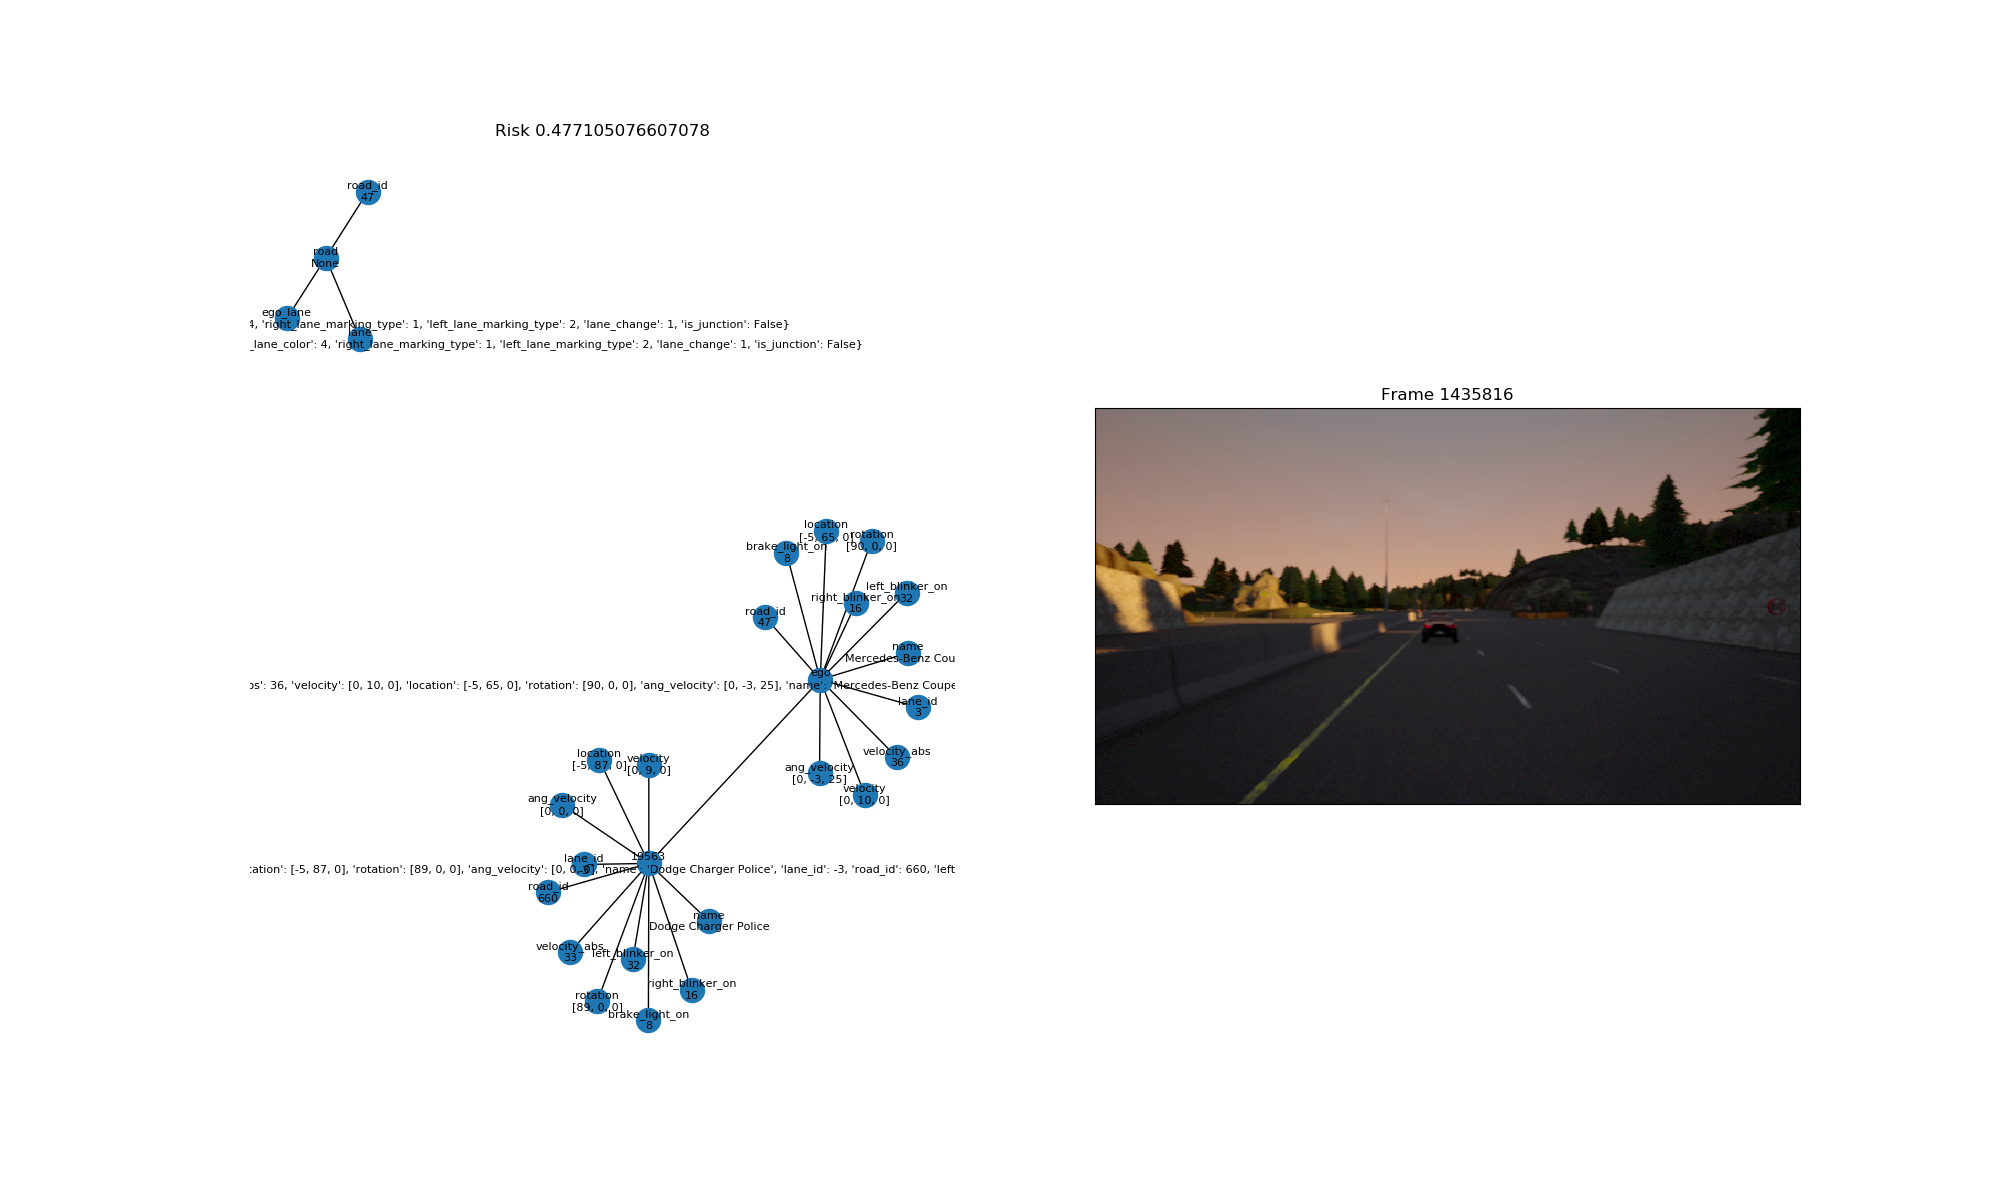 Risk 0.477105076607078
road_id
47
road
None
ego_lane
4, 'right_lane_marking_type': 1, 'left_lane_marking_type': 2, 'lane_change': 1, 'is_junction': False}
lane
_lane_color': 4, 'right_lane_marking_type': 1, 'left_lane_marking_type': 2, 'lane_change': 1, 'is_junction': False}
Frame 1435816
location
[-5, 65, 0]
rotation
[90, 0, 0]
brake_light_on
8
left_blinker_on
32
right_blinker_on
16
road_id
47
name
Mercedes-Benz Cou
ego
os': 36, 'velocity': [0, 10, 0], 'location': [-5, 65, 0], 'rotation': [90, 0, 0], 'ang_velocity': [0, -3, 25], 'name': 'Mercedes-Benz Coupe
lane_id
3
velocity_abs
36
ang_velocity
[0, -3, 25]
velocity
[0, 10, 0]
location
[-5, 87, 0]
velocity
[0, 9, 0]
ang_velocity
[0, 0, 0]
19563
cation': [-5, 87, 0], 'rotation': [89, 0, 0], 'ang_velocity': [0, 0, 0], 'name': 'Dodge Charger Police', 'lane_id': -3, 'road_id': 660, 'left
lane_id
road_id
660
name
Dodge Charger Police
velocity_abs
33
left_blinker_on
32
right_blinker_on
16
rotation
[89, 0, 0]
brake_light_on
8